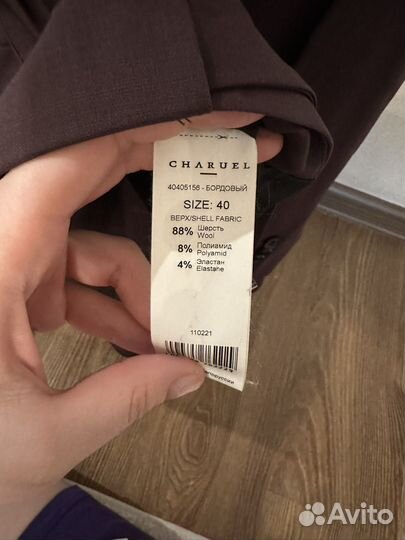 CHARUEL
40405156 - БОРДОВЫЙ
SIZE: 40
ВЕРХ/SHELL FABRIC
88% Шерсть
Wool
8% Полиамид
Polyamid
4% Эластан
Elastane
110221
Avito